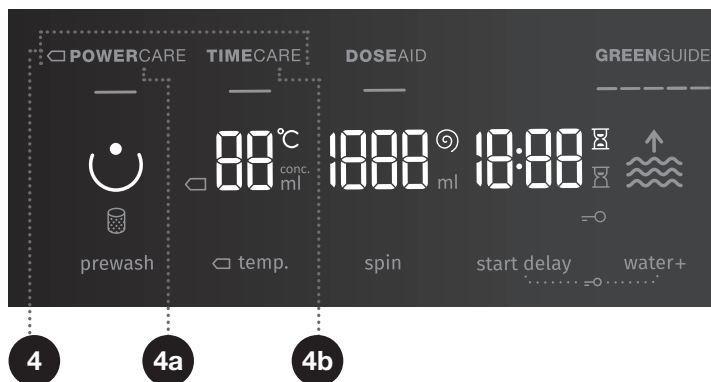 POWERCARE TIMECARE DOSEAID GREENGUIDE
88 °C 1888 18:88
conc.
ml ml
prewash temp. spin start delay water+
4 4a 4b